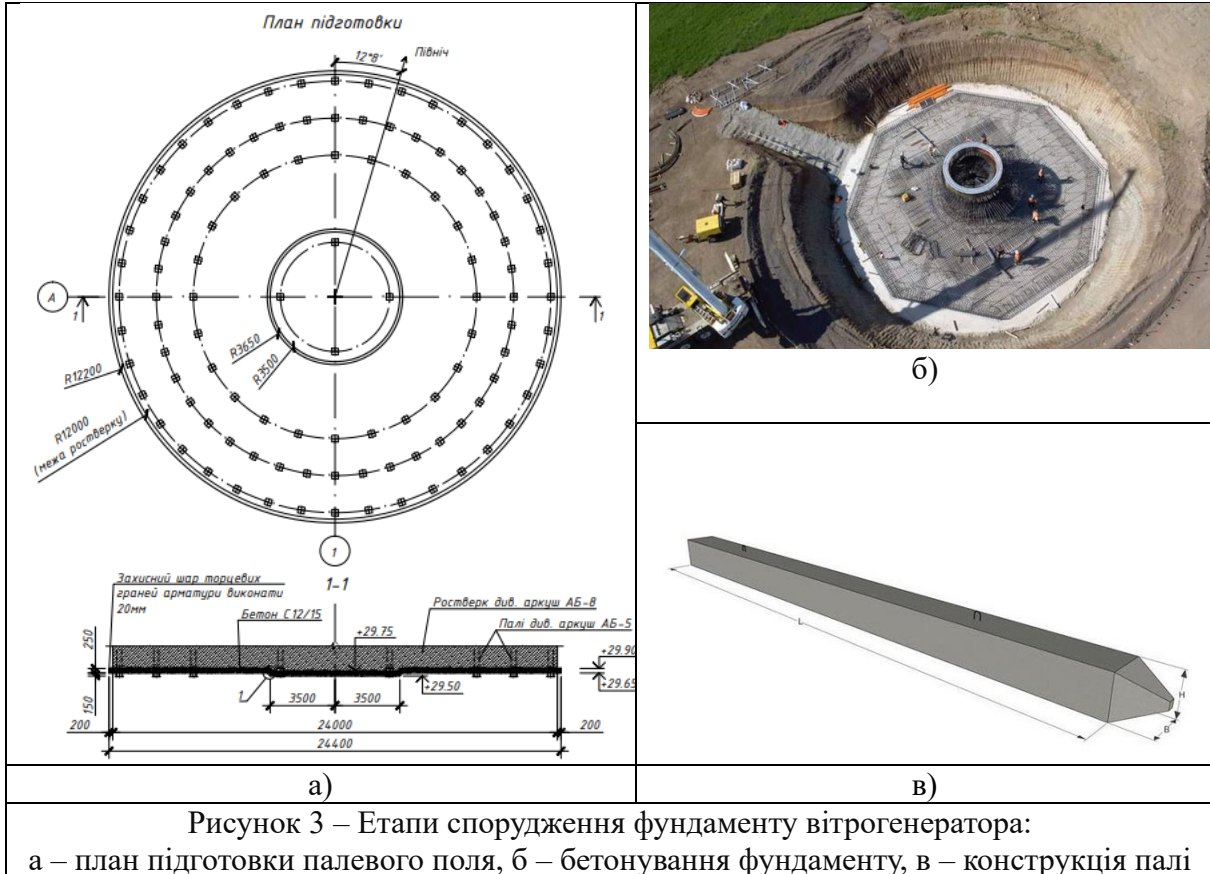 План підготовки
12°8'
Північ
А
1
1
R3650
R3500
R12200
R12000
(межа ростверку)
1
1-1
Захисний шар торцевих
граней арматури виконати
20мм
Бетон С12/15
Ростверк див. аркуш АБ-8
Палі див. аркуш АБ-5
+29.75
+29.90
+29.65
+29.50
250
150
1
3500
3500
200
24000
200
24400
а)
б)
L
H
B
в)
Рисунок 3 – Етапи спорудження фундаменту вітрогенератора:
а – план підготовки палевого поля, б – бетонування фундаменту, в – конструкція палі